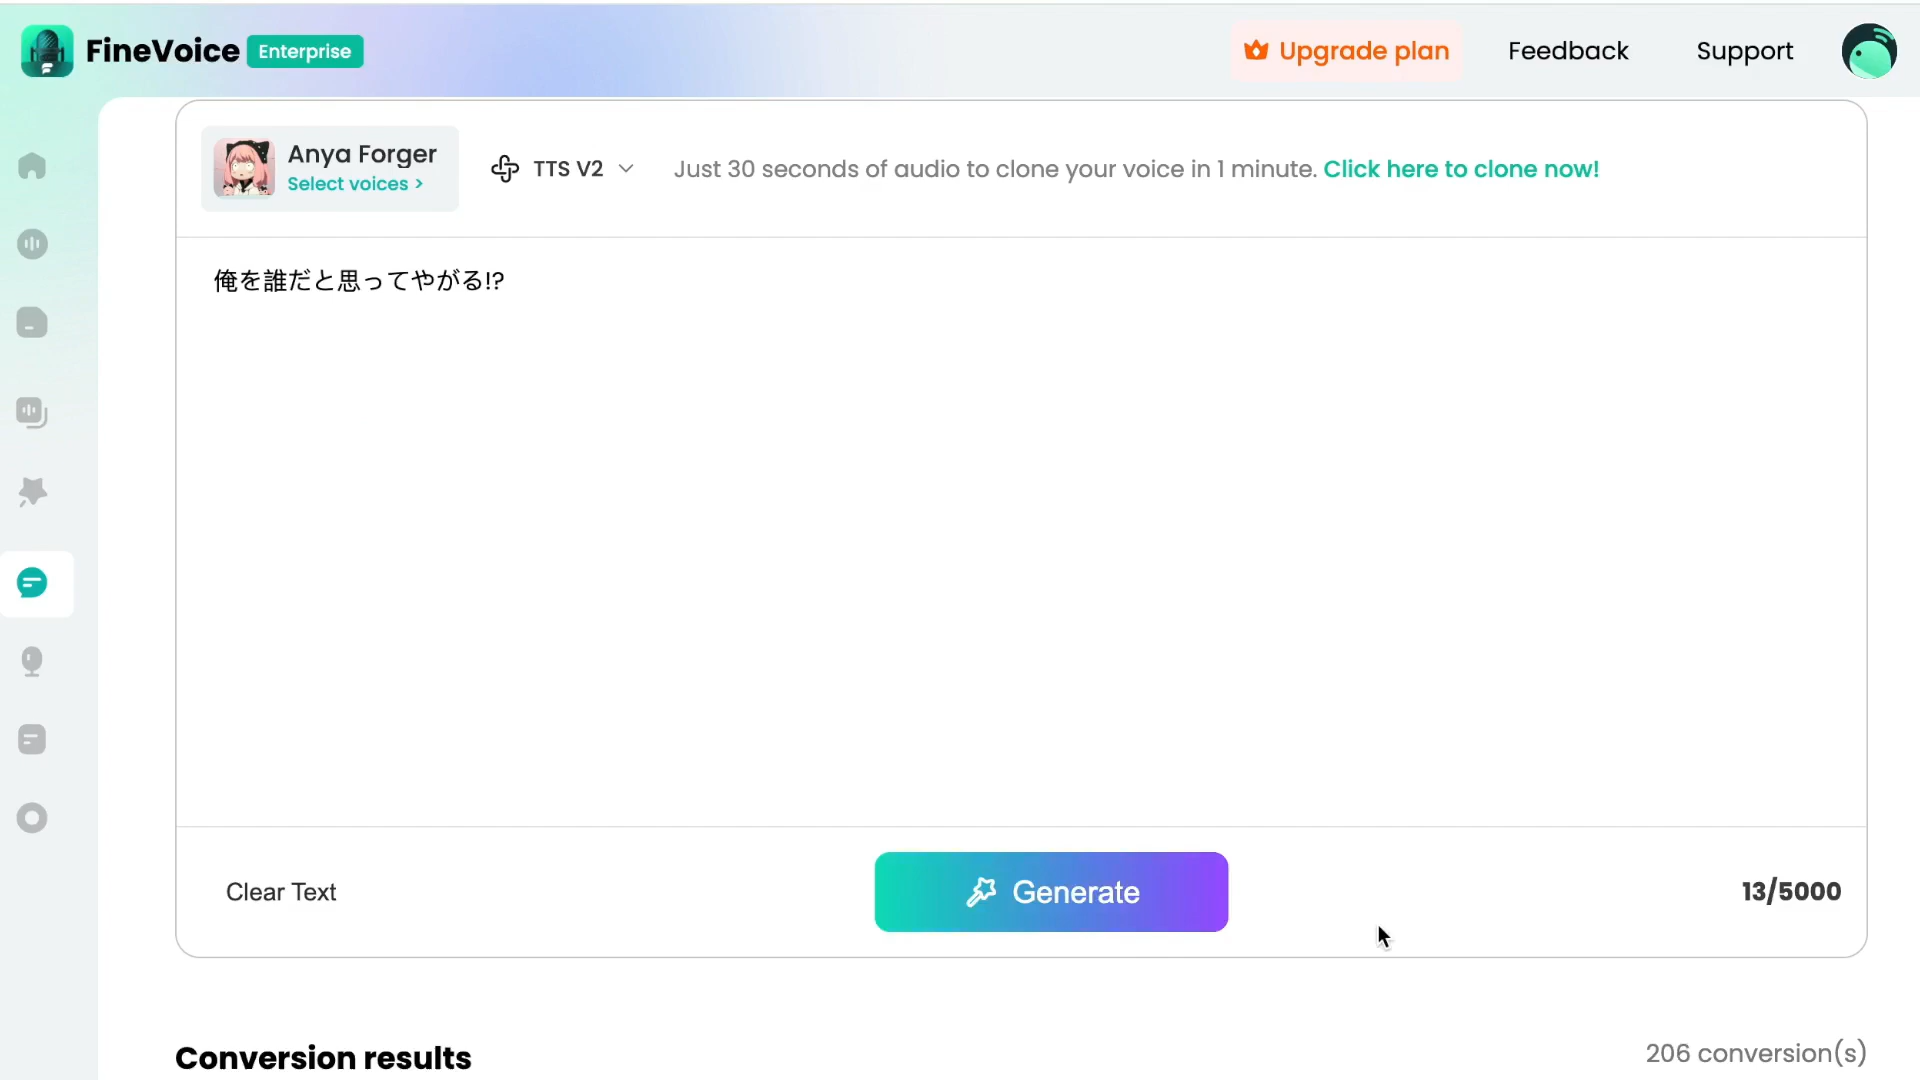 FineVoice Enterprise
Upgrade plan
Feedback
Support
Anya Forger
Select voices >
TTS V2
Just 30 seconds of audio to clone your voice in 1 minute. Click here to clone now!
俺を誰だと思ってやがる!?
Clear Text
Generate
13/5000
Conversion results
206 conversion(s)